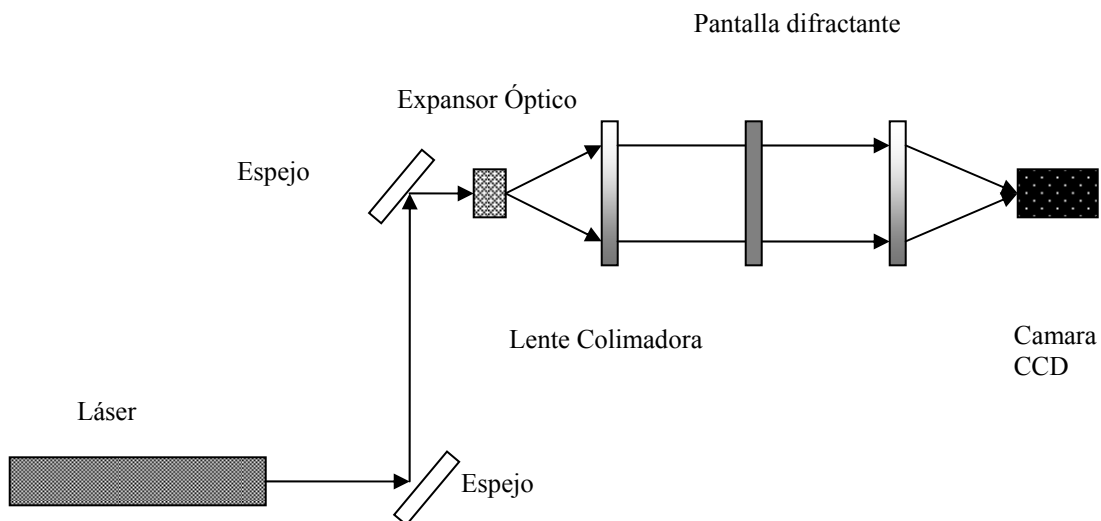 Pantalla difractante
Expansor Óptico
Espejo
Lente Colimadora
Camara
CCD
Láser
Espejo